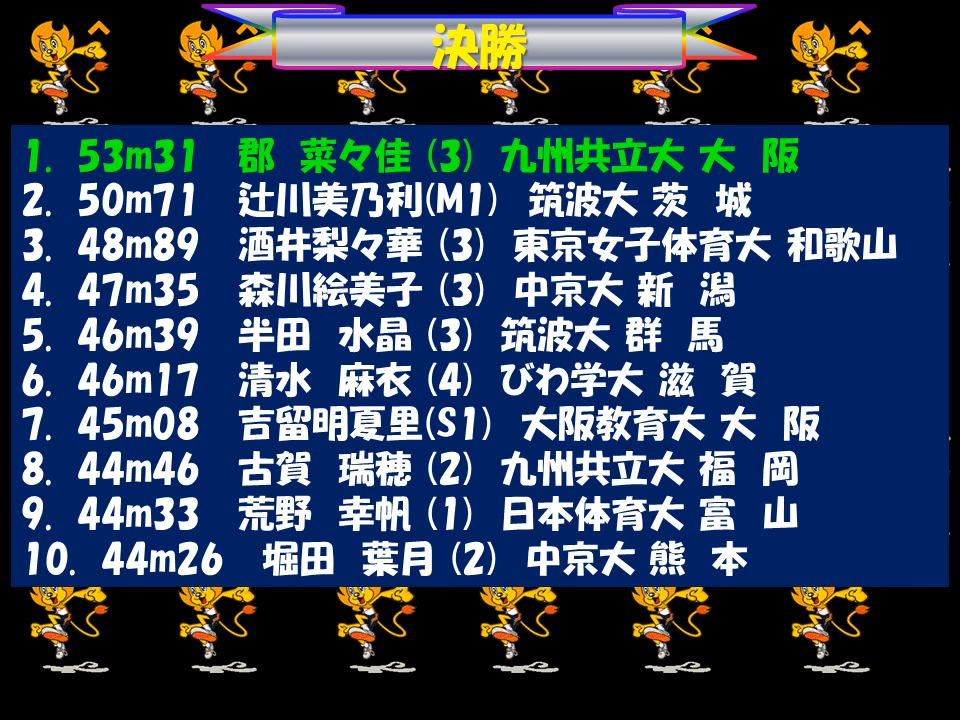 決勝
1. 53m31 郡 菜々佳 (3) 九州共立大 大 阪
2. 50m71 辻川美乃利(M1) 筑波大 茨 城
3. 48m89 酒井梨々華 (3) 東京女子体育大 和歌山
4. 47m35 森川絵美子 (3) 中京大 新 潟
5. 46m39 半田 水晶 (3) 筑波大 群 馬
6. 46m17 清水 麻衣 (4) びわ学大 滋 賀
7. 45m08 吉留明夏里(S1) 大阪教育大 大 阪
8. 44m46 古賀 瑞穂 (2) 九州共立大 福 岡
9. 44m33 荒野 幸帆 (1) 日本体育大 富 山
10. 44m26 堀田 葉月 (2) 中京大 熊 本